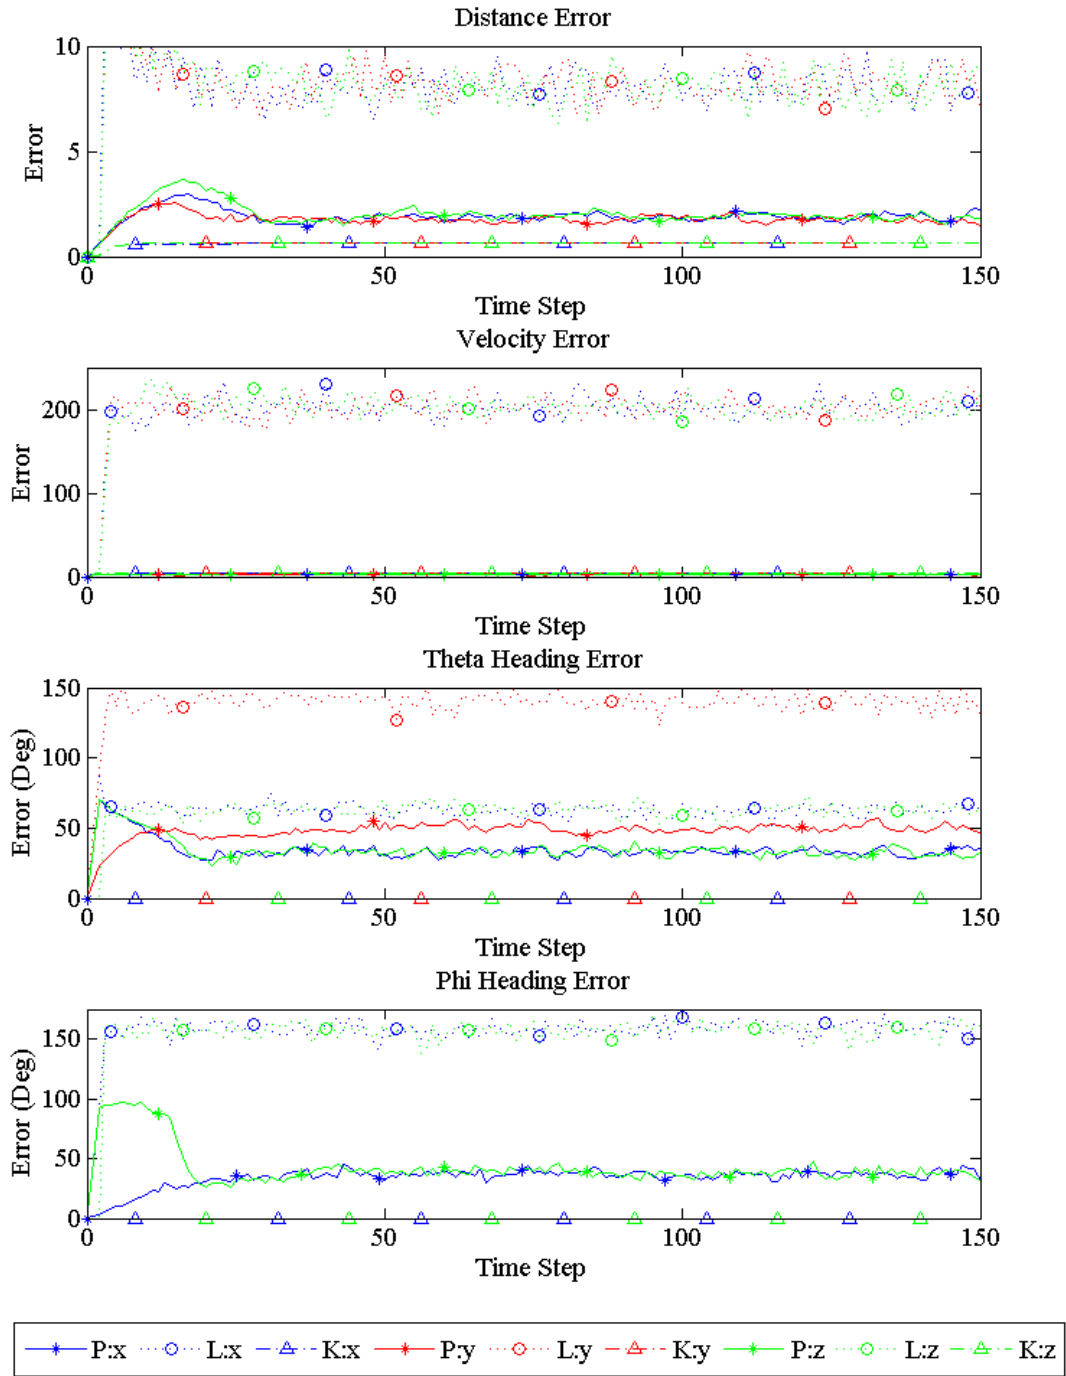 Distance Error
10
5
0
Error
0 50 100 150
Time Step
Velocity Error
200
100
0
Error
0 50 100 150
Time Step
Theta Heading Error
150
100
50
0
Error (Deg)
0 50 100 150
Time Step
Phi Heading Error
150
100
50
0
Error (Deg)
0 50 100 150
Time Step
P:x L:x K:x P:y L:y K:y P:z L:z K:z